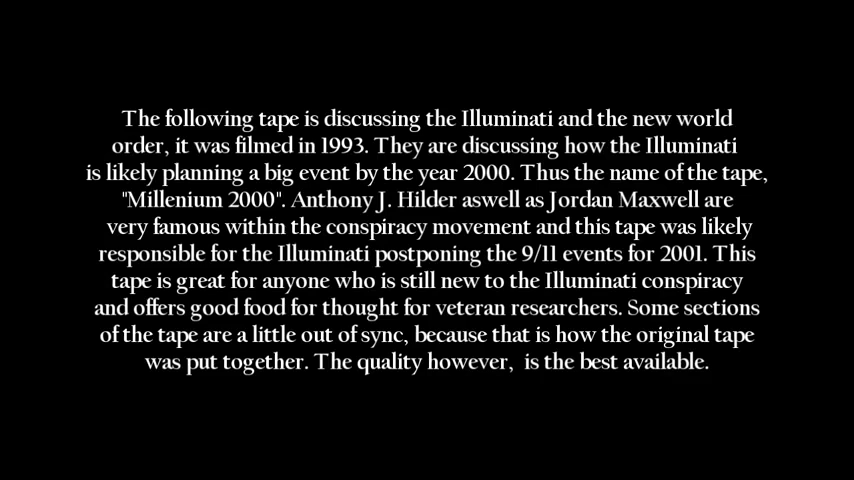 The following tape is discussing the Illuminati and the new world
order, it was filmed in 1993. They are discussing how the Illuminati
is likely planning a big event by the year 2000. Thus the name of the tape,
"Millenium 2000". Anthony J. Hilder aswell as Jordan Maxwell are
very famous within the conspiracy movement and this tape was likely
responsible for the Illuminati postponing the 9/11 events for 2001. This
tape is great for anyone who is still new to the Illuminati conspiracy
and offers good food for thought for veteran researchers. Some sections
of the tape are a little out of sync, because that is how the original tape
was put together. The quality however,  is the best available.